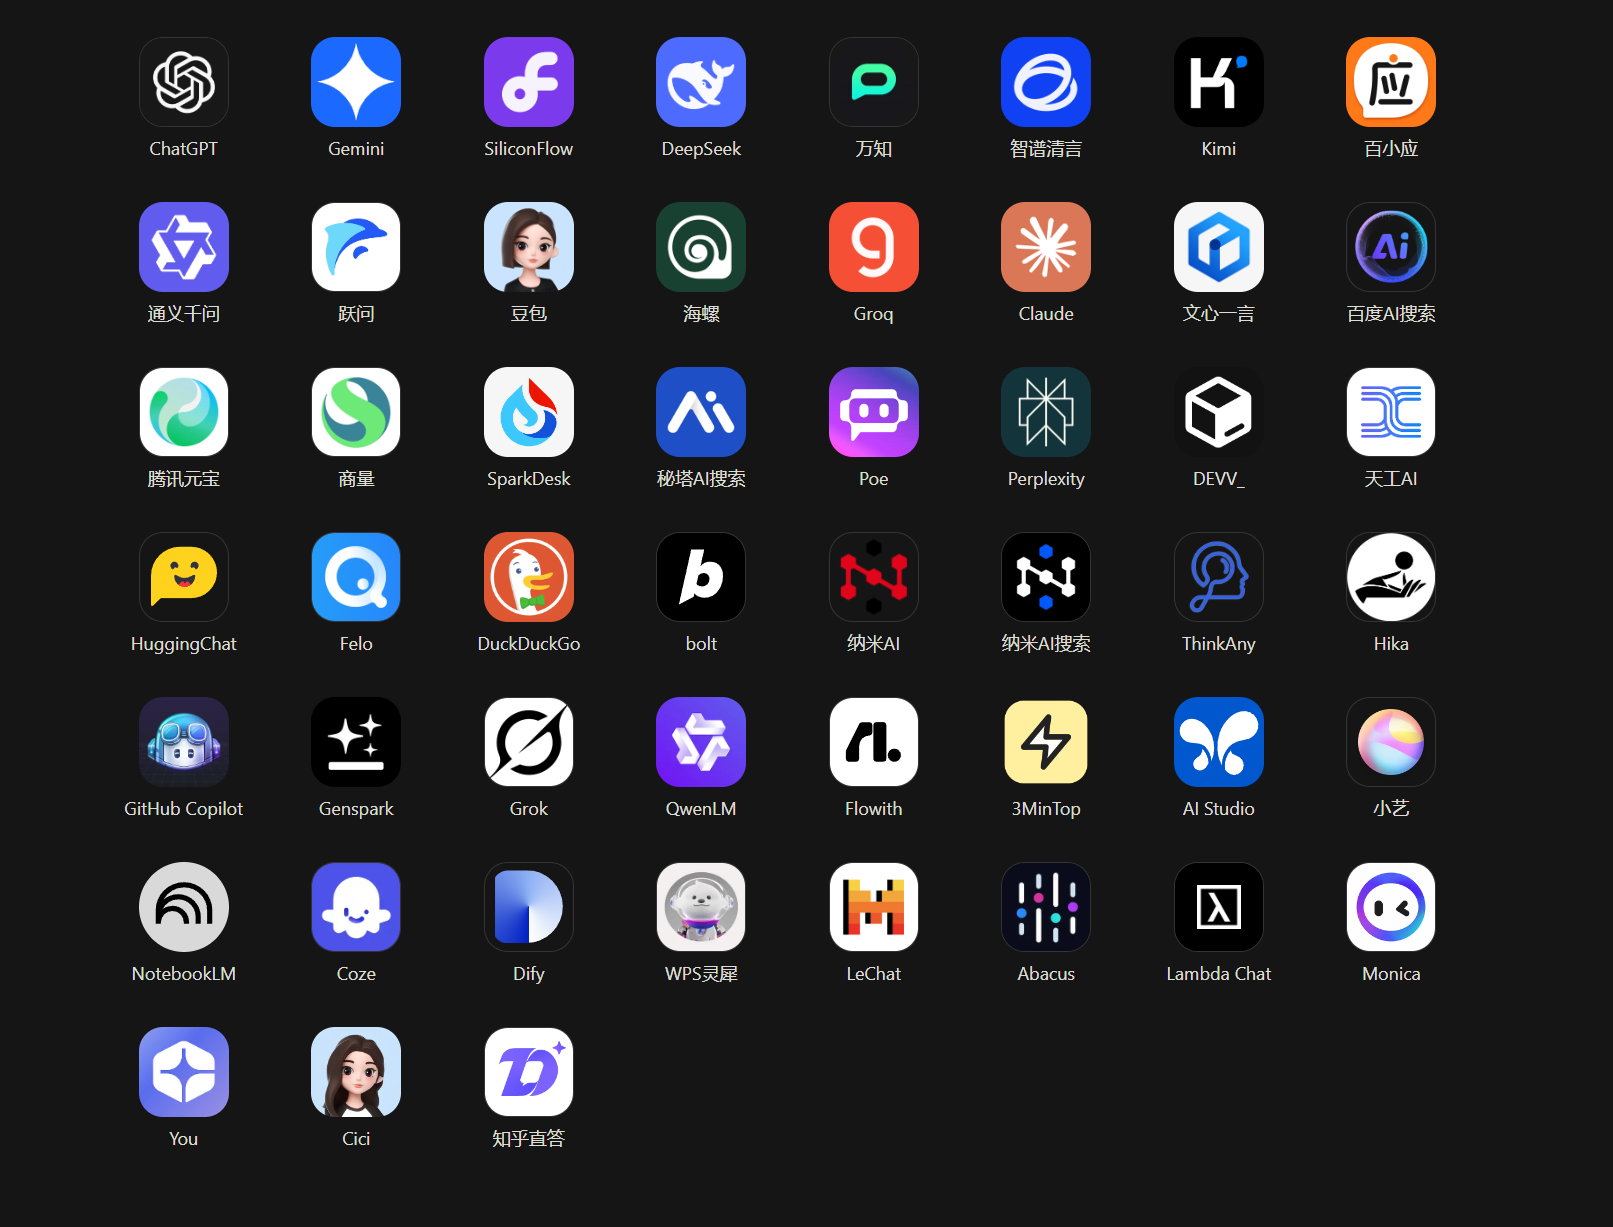 ChatGPT
Gemini
SiliconFlow
DeepSeek
万知
智谱清言
Kimi
应
百小应
通义千问
跃问
豆包
海螺
Groq
Claude
文心一言
Ai
百度AI搜索
腾讯元宝
商量
SparkDesk
秘塔AI搜索
Poe
Perplexity
DEVV_
天工AI
HuggingChat
Felo
DuckDuckGo
b
bolt
纳米AI
纳米AI搜索
ThinkAny
Hika
GitHub Copilot
Genspark
Grok
QwenLM
Flowith
3MinTop
AI Studio
小艺
NotebookLM
Coze
Dify
WPS灵犀
LeChat
Abacus
λ
Lambda Chat
Monica
You
Cici
知乎直答